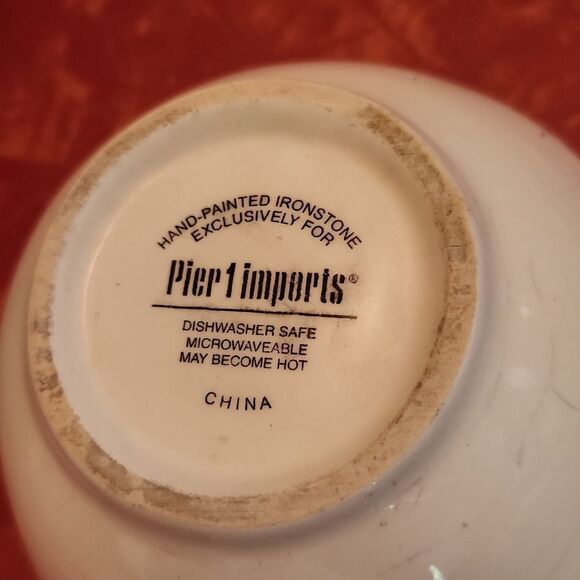 HAND-PAINTED IRONSTONE
EXCLUSIVELY FOR
Pier 1 imports®
DISHWASHER SAFE
MICROWAVEABLE
MAY BECOME HOT
CHINA